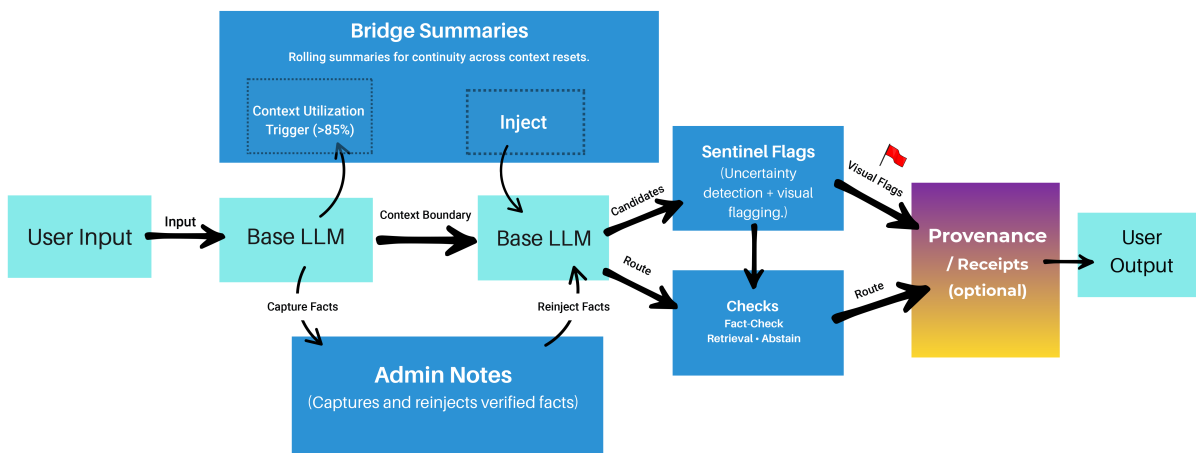 Bridge Summaries
Rolling summaries for continuity across context resets.
Context Utilization
Trigger (>85%)
Inject
User Input
Input
Base LLM
Context Boundary
Base LLM
Capture Facts
Reinject Facts
Admin Notes
(Captures and reinjects verified facts)
Candidates
Route
Sentinel Flags
(Uncertainty
detection + visual
flagging.)
Checks
Fact-Check
Retrieval • Abstain
Visual Flags
Route
Provenance
/ Receipts
(optional)
User
Output